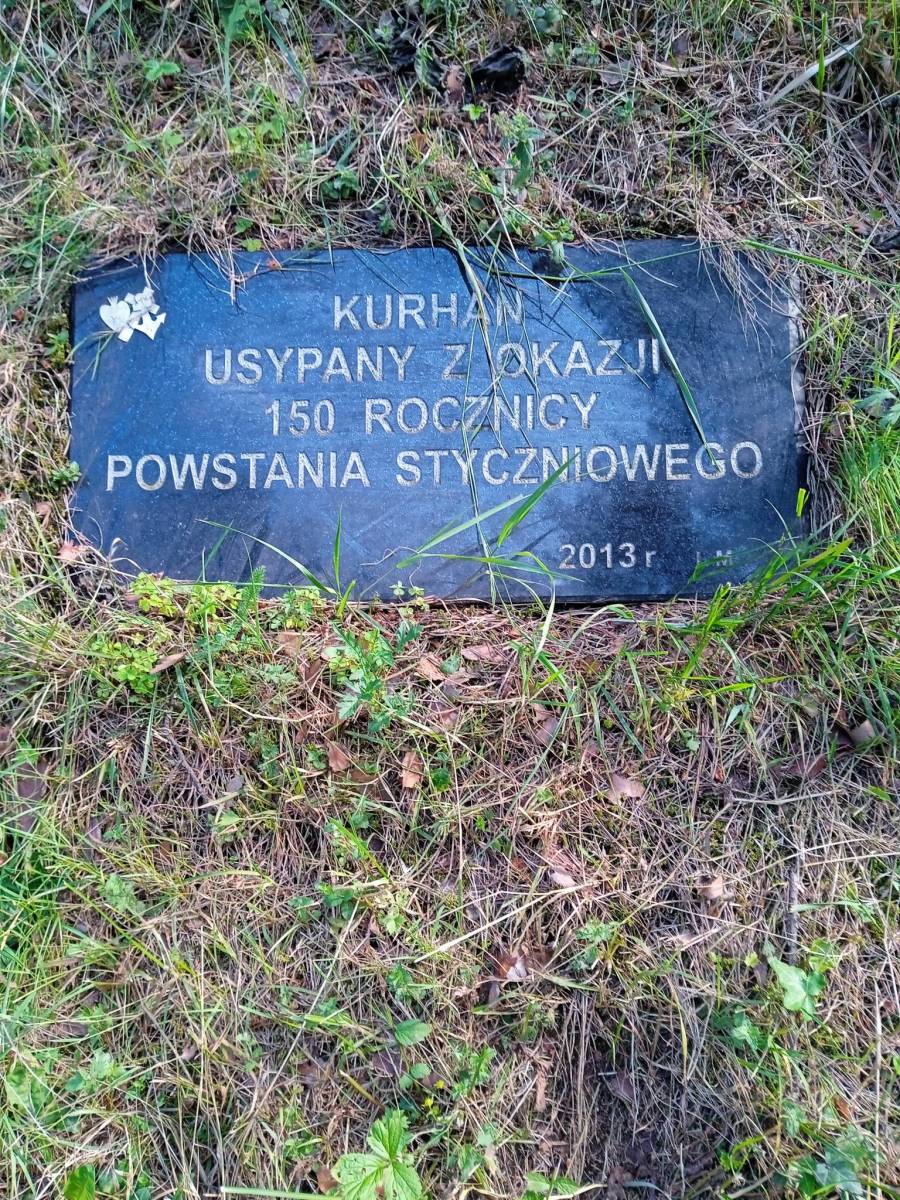 KURHAN
USYPANY Z OKAZJI
150 ROCZNICY
POWSTANIA STYCZNIOWEGO
2013 r